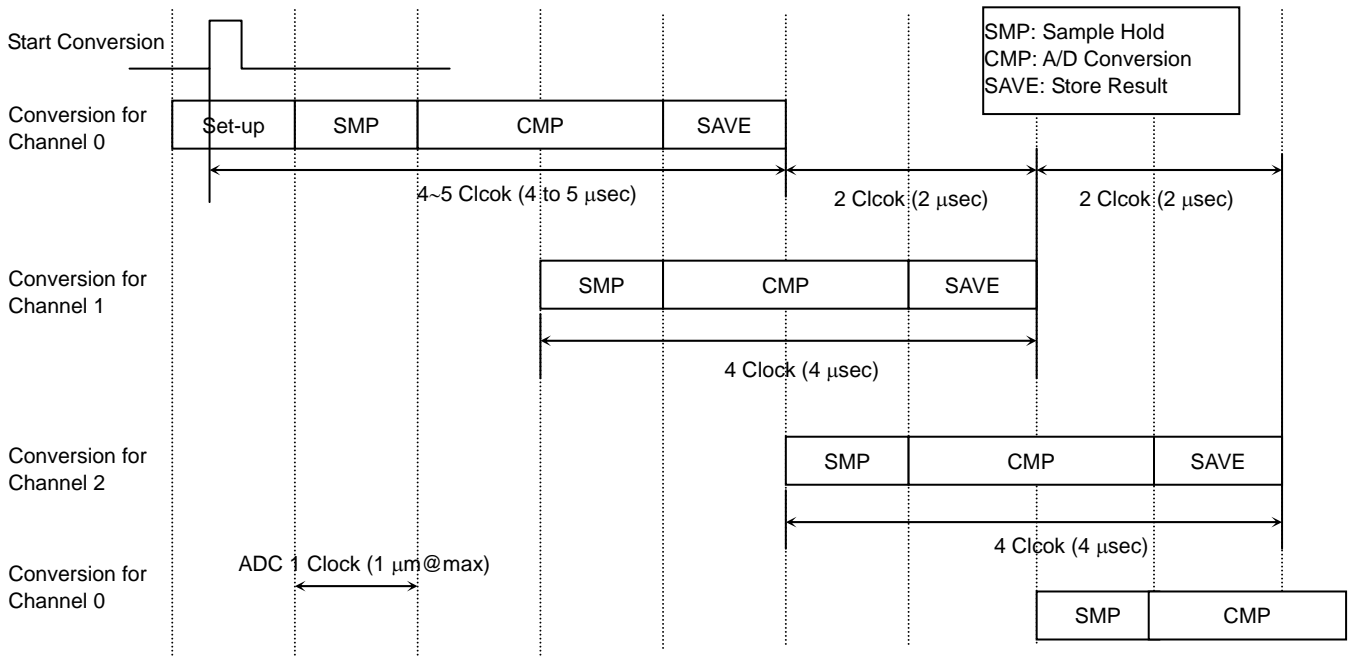 Start Conversion
SMP: Sample Hold
CMP: A/D Conversion
SAVE: Store Result
Conversion for
Channel 0
Set-up
SMP
CMP
SAVE
4~5 Clcok (4 to 5 μsec)
2 Clcok (2 μsec)
2 Clcok (2 μsec)
Conversion for
Channel 1
SMP
CMP
SAVE
4 Clock (4 μsec)
Conversion for
Channel 2
SMP
CMP
SAVE
4 Clcok (4 μsec)
ADC 1 Clock (1 μm@max)
Conversion for
Channel 0
SMP
CMP